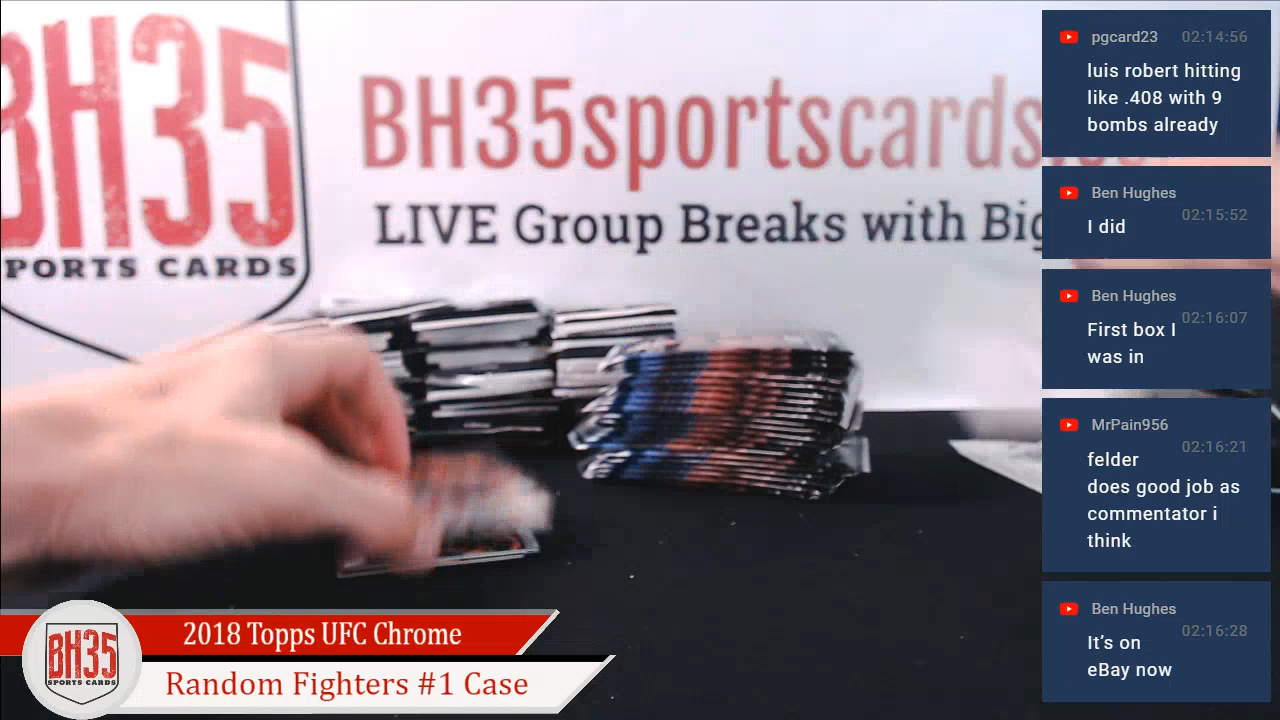 BH35
SPORTS CARDS
BH35sportscards
LIVE Group Breaks with Big
pgcard23 02:14:56
luis robert hitting
like .408 with 9
bombs already
Ben Hughes
02:15:52
I did
Ben Hughes
02:16:07
First box I
was in
MrPain956
02:16:21
felder
does good job as
commentator i
think
Ben Hughes
02:16:28
It's on
eBay now
2018 Topps UFC Chrome
Random Fighters #1 Case
BH35
SPORTS CARDS